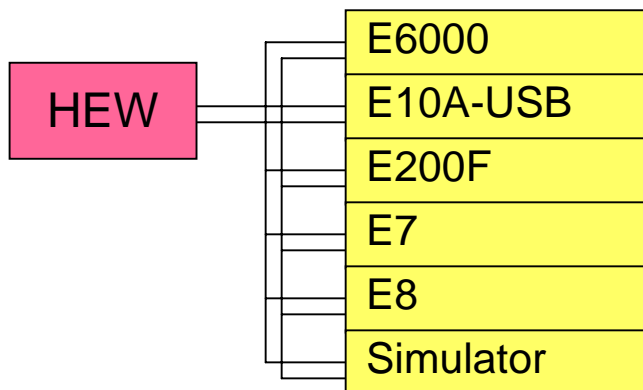 HEW
E6000
E10A-USB
E200F
E7
E8
Simulator